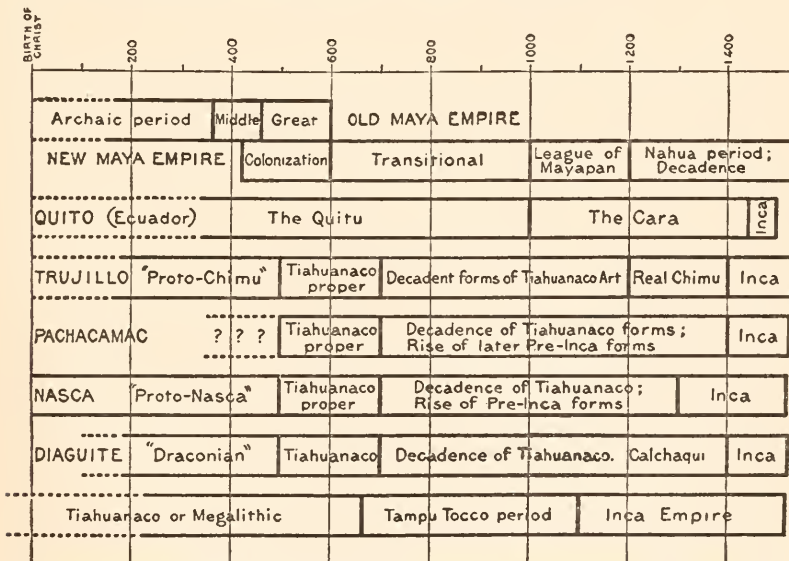 BIRTH OF
CHRIST
200
400
600
800
1000
1200
1400
Archaic period Middle Great OLD MAYA EMPIRE
NEW MAYA EMPIRE Colonization Transitional League of Mayapan Nahua period; Decadence
QUITO (Ecuador) The Quitu The Cara Inca
TRUJILLO "Proto-Chimu" Tiahuanaco proper Decadent forms of Tiahuanaco Art Real Chimu Inca
PACHACAMAC ? ? ? Tiahuanaco proper Decadence of Tiahuanaco forms; Rise of later Pre-Inca forms Inca
NASCA "Proto-Nasca" Tiahuanaco proper Decadence of Tiahuanaco; Rise of Pre-Inca forms Inca
DIAGUITE "Draconian" Tiahuanaco Decadence of Tiahuanaco. Calchaqui Inca
Tiahuanaco or Megalithic Tampu Tocco period Inca Empire